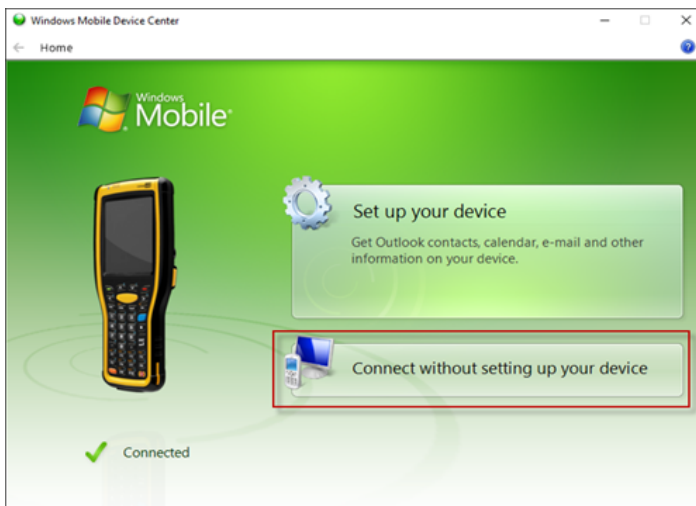 Windows Mobile Device Center
Home
Windows
Mobile
Set up your device
Get Outlook contacts, calendar, e-mail and other
information on your device.
Connect without setting up your device
Connected